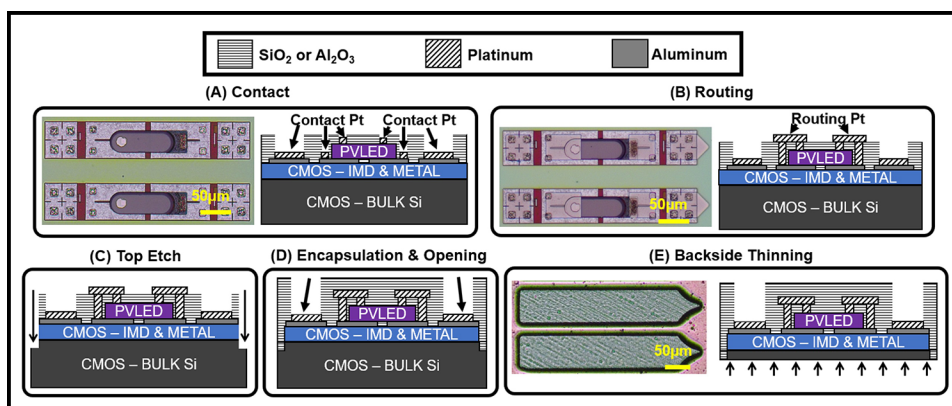 SiO₂ or Al₂O₃
Platinum
Aluminum
(A) Contact
Contact Pt
Contact Pt
PVLED
CMOS – IMD & METAL
CMOS – BULK Si
50μm
50μm
(B) Routing
Routing Pt
PVLED
CMOS – IMD & METAL
CMOS – BULK Si
50μm
50μm
(C) Top Etch
PVLED
CMOS – IMD & METAL
CMOS – BULK Si
(D) Encapsulation & Opening
PVLED
CMOS – IMD & METAL
CMOS – BULK Si
(E) Backside Thinning
50μm
PVLED
CMOS – IMD & METAL